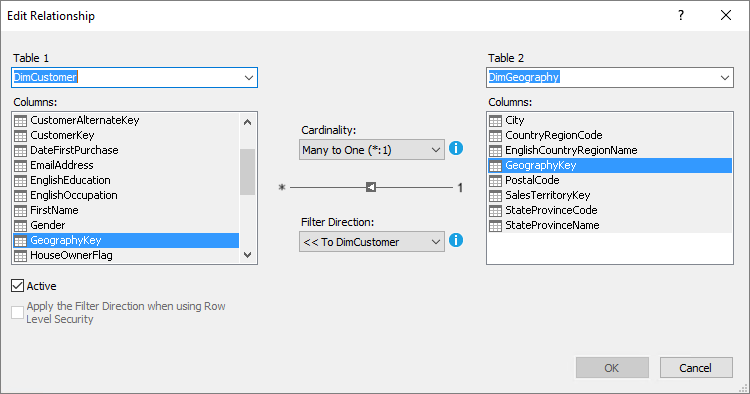 Edit Relationship
?
Table 1
DimCustomer
Columns:
CustomerAlternateKey
CustomerKey
DateFirstPurchase
EmailAddress
EnglishEducation
EnglishOccupation
FirstName
Gender
GeographyKey
HouseOwnerFlag
Active
Apply the Filter Direction when using Row
Level Security
Cardinality:
Many to One (*:1)
* 1
Filter Direction:
<< To DimCustomer
Table 2
DimGeography
Columns:
City
CountryRegionCode
EnglishCountryRegionName
GeographyKey
PostalCode
SalesTerritoryKey
StateProvinceCode
StateProvinceName
OK
Cancel